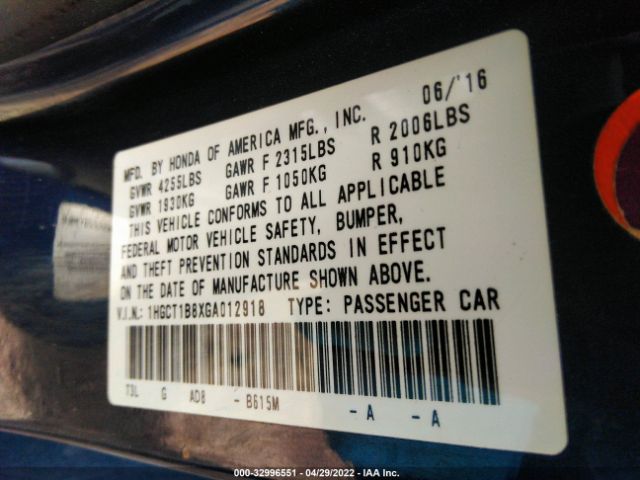 MFD. BY HONDA OF AMERICA MFG., INC. 06/'16
GVWR 4255LBS GAWR F 2315LBS R 2006LBS
GVWR 1930KG GAWR F 1050KG R 910KG
THIS VEHICLE CONFORMS TO ALL APPLICABLE
FEDERAL MOTOR VEHICLE SAFETY, BUMPER,
AND THEFT PREVENTION STANDARDS IN EFFECT
ON THE DATE OF MANUFACTURE SHOWN ABOVE.
V.I.N.: 1HGCT1B8XGA012918 TYPE: PASSENGER CAR
T3L G AD8 - B615M - A - A
000-32996551 - 04/29/2022 - IAA Inc.